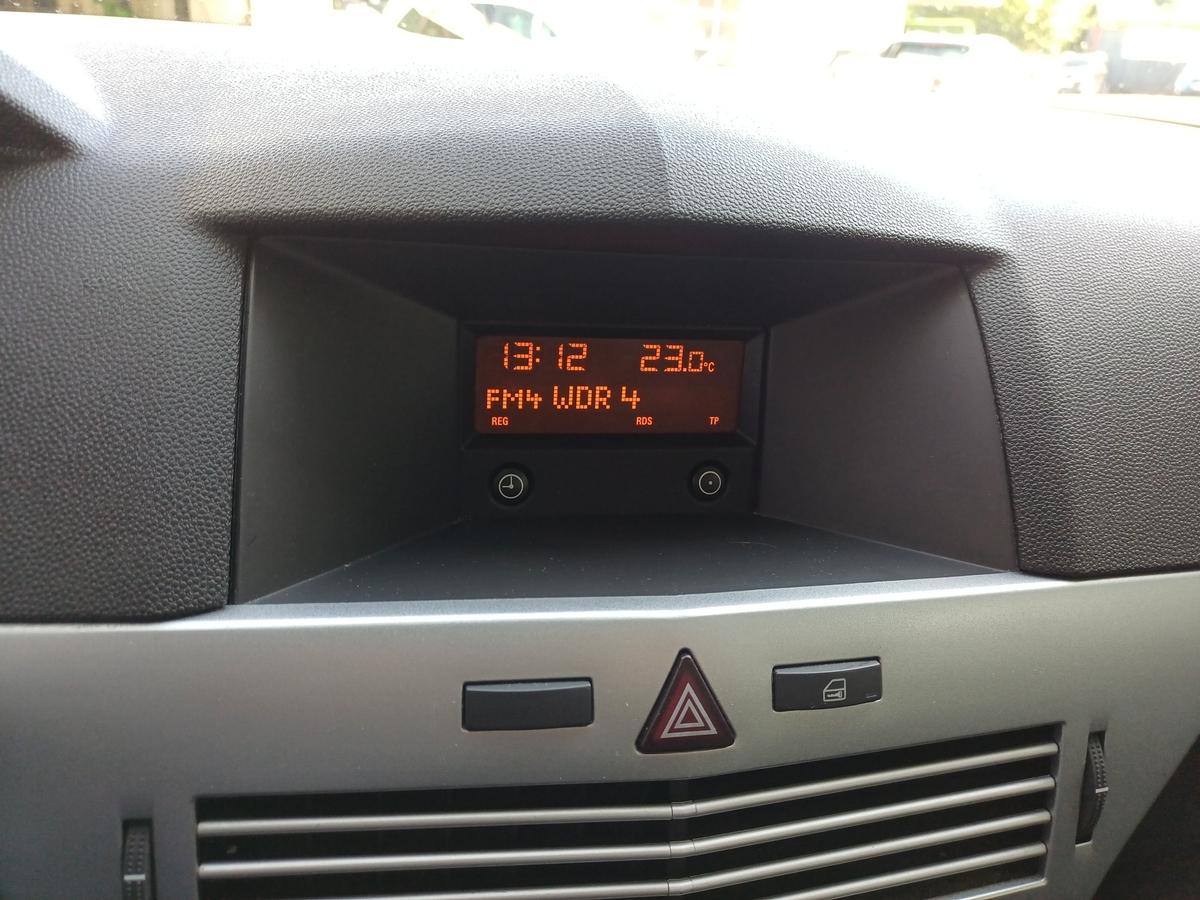 13:12 23.0°C
FM4 WDR 4
REG RDS TP